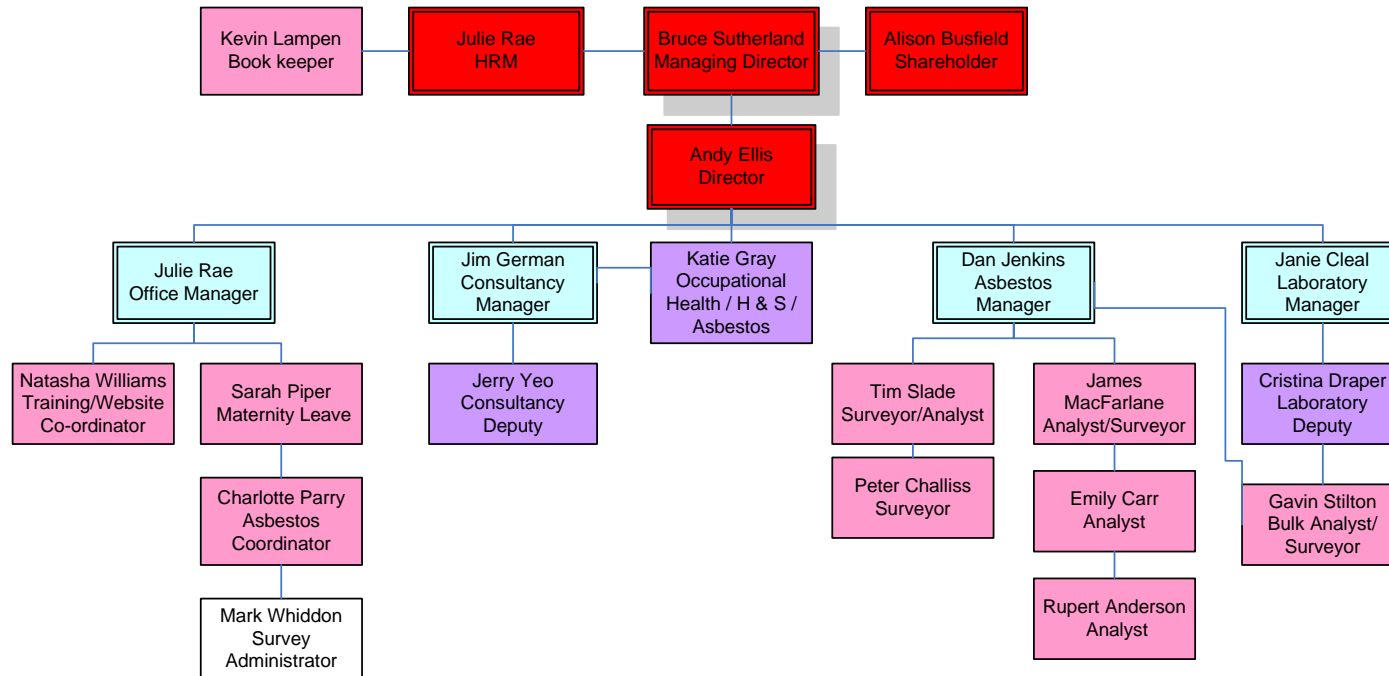 Kevin Lampen
Book keeper
Julie Rae
HRM
Bruce Sutherland
Managing Director
Alison Busfield
Shareholder
Andy Ellis
Director
Julie Rae
Office Manager
Jim German
Consultancy
Manager
Katie Gray
Occupational
Health / H & S /
Asbestos
Dan Jenkins
Asbestos
Manager
Janie Cleal
Laboratory
Manager
Natasha Williams
Training/Website
Co-ordinator
Sarah Piper
Maternity Leave
Jerry Yeo
Consultancy
Deputy
Tim Slade
Surveyor/Analyst
James
MacFarlane
Analyst/Surveyor
Cristina Draper
Laboratory
Deputy
Charlotte Parry
Asbestos
Coordinator
Peter Challiss
Surveyor
Emily Carr
Analyst
Gavin Stilton
Bulk Analyst/
Surveyor
Mark Whiddon
Survey
Administrator
Rupert Anderson
Analyst